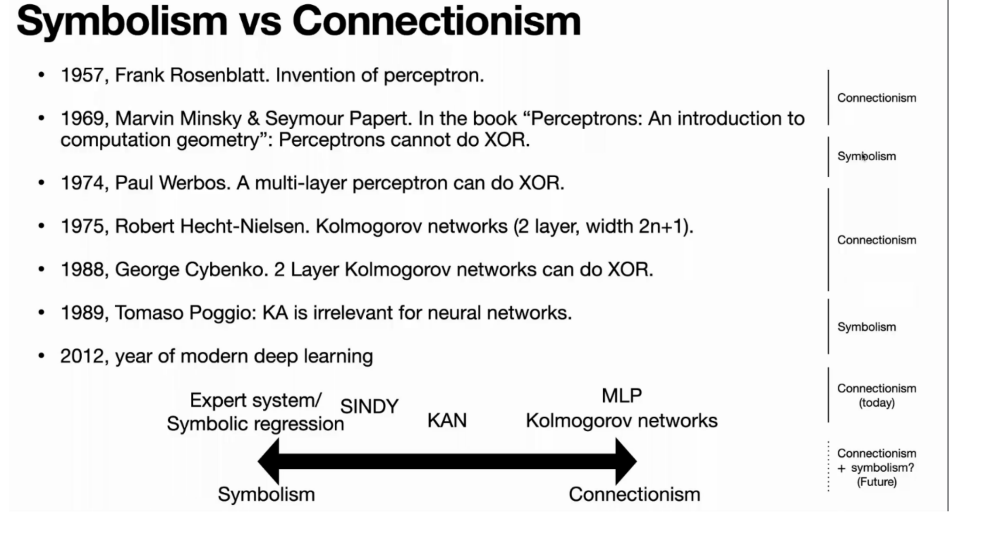 Symbolism vs Connectionism
• 1957, Frank Rosenblatt. Invention of perceptron.
• 1969, Marvin Minsky & Seymour Papert. In the book “Perceptrons: An introduction to
computation geometry”: Perceptrons cannot do XOR.
• 1974, Paul Werbos. A multi-layer perceptron can do XOR.
• 1975, Robert Hecht-Nielsen. Kolmogorov networks (2 layer, width 2n+1).
• 1988, George Cybenko. 2 Layer Kolmogorov networks can do XOR.
• 1989, Tomaso Poggio: KA is irrelevant for neural networks.
• 2012, year of modern deep learning
Connectionism
Symbolism
Connectionism
Symbolism
Connectionism
(today)
Connectionism
+ symbolism?
(Future)
Expert system/
Symbolic regression
SINDY
KAN
MLP
Kolmogorov networks
Symbolism
Connectionism